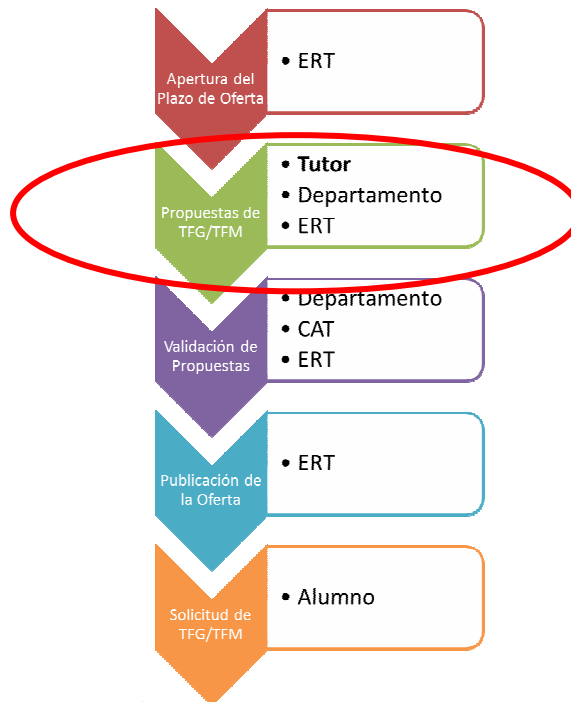 Apertura del
Plazo de Oferta
• ERT
Propuestas de
TFG/TFM
• Tutor
• Departamento
• ERT
Validación de
Propuestas
• Departamento
• CAT
• ERT
Publicación de
la Oferta
• ERT
Solicitud de
TFG/TFM
• Alumno